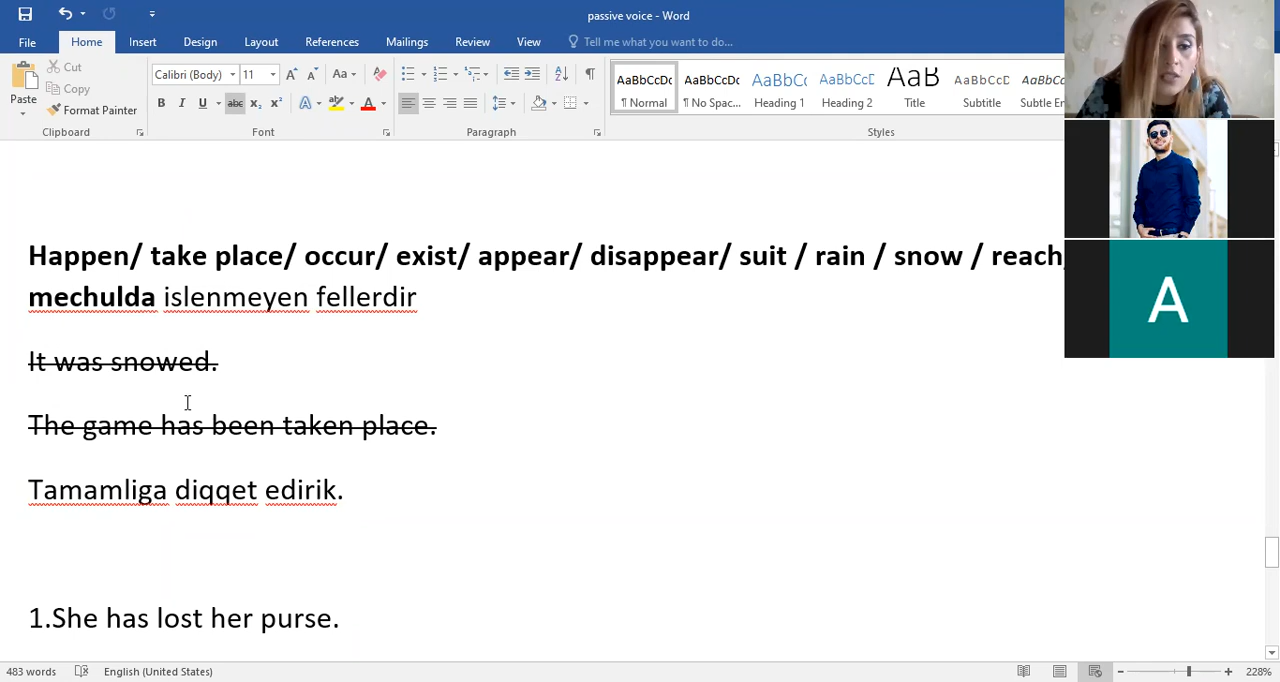 passive voice - Word
File Home Insert Design Layout References Mailings Review View Tell me what you want to do...
Cut
Copy
Format Painter
Paste
Calibri (Body) 11
Clipboard Font Paragraph Styles
AaBbCcDc AaBbCcDc AaBbCc AaBbCcC AaB AaBbCcD AaBbCcD
¶ Normal ¶ No Spac... Heading 1 Heading 2 Title Subtitle Subtle Em
Happen/ take place/ occur/ exist/ appear/ disappear/ suit / rain / snow / reach/
mechulda islenmeyen fellerdir
It was snowed.
The game has been taken place.
Tamamliga diqqet edirik.
1.She has lost her purse.
A
483 words English (United States) 228%